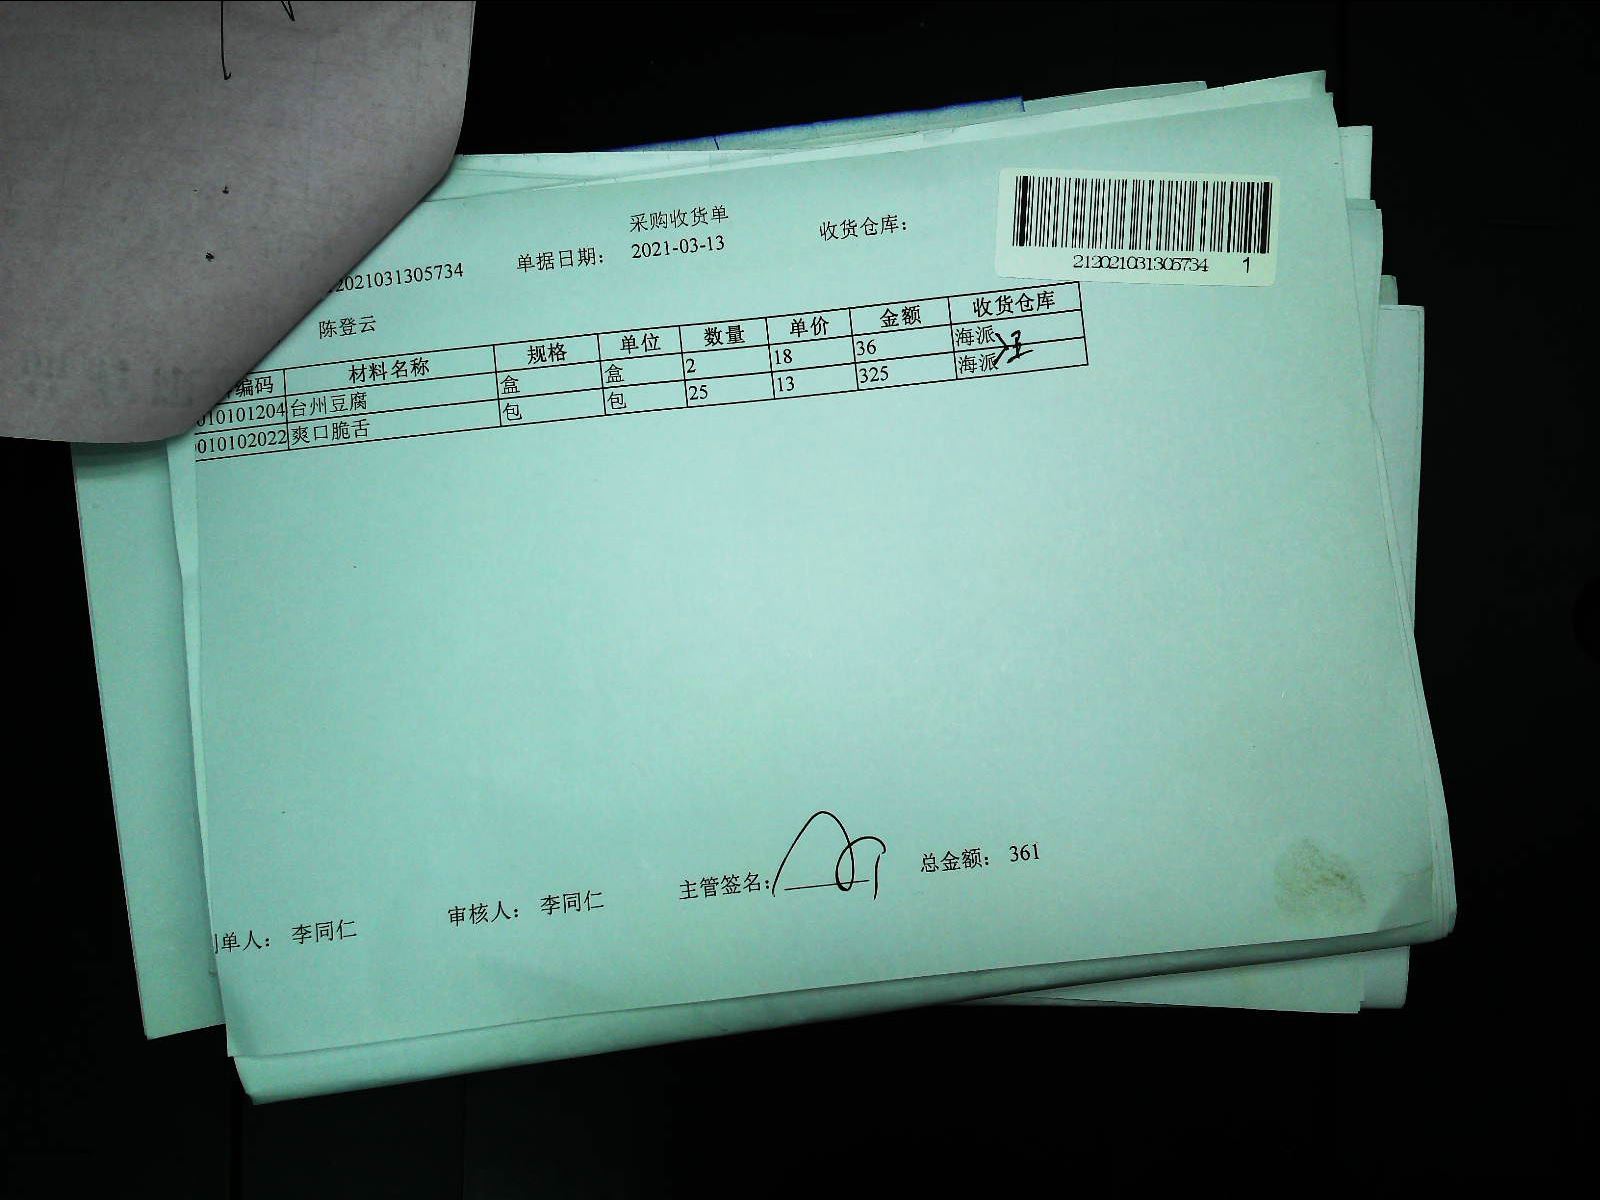 采购收货单
20210313 05734 单据日期： 2021-03-13 收货仓库：
212021031305734 1
陈登云
编码 材料名称 规格 单位 数量 单价 金额 收货仓库
010101204 台州豆腐 盒 盒 2 18 36 海派
010102022 爽口脆舌 包 包 25 13 325 海派
单人： 李同仁 审核人： 李同仁 主管签名： 总金额： 361